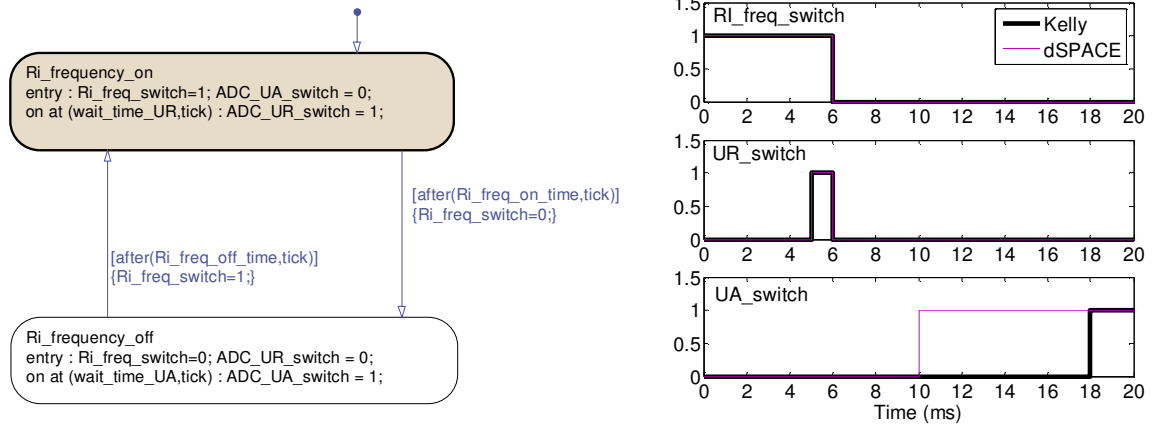 Ri_frequency_on
entry : Ri_freq_switch=1; ADC_UA_switch = 0;
on at (wait_time_UR,tick) : ADC_UR_switch = 1;
[after(Ri_freq_on_time,tick)]
{Ri_freq_switch=0;}
[after(Ri_freq_off_time,tick)]
{Ri_freq_switch=1;}
Ri_frequency_off
entry : Ri_freq_switch=0; ADC_UR_switch = 0;
on at (wait_time_UA,tick) : ADC_UA_switch = 1;
RI_freq_switch
Kelly
dSPACE
1.5
1
0.5
0
0 2 4 6 8 10 12 14 16 18 20
UR_switch
1.5
1
0.5
0
0 2 4 6 8 10 12 14 16 18 20
UA_switch
1.5
1
0.5
0
0 2 4 6 8 10 12 14 16 18 20
Time (ms)